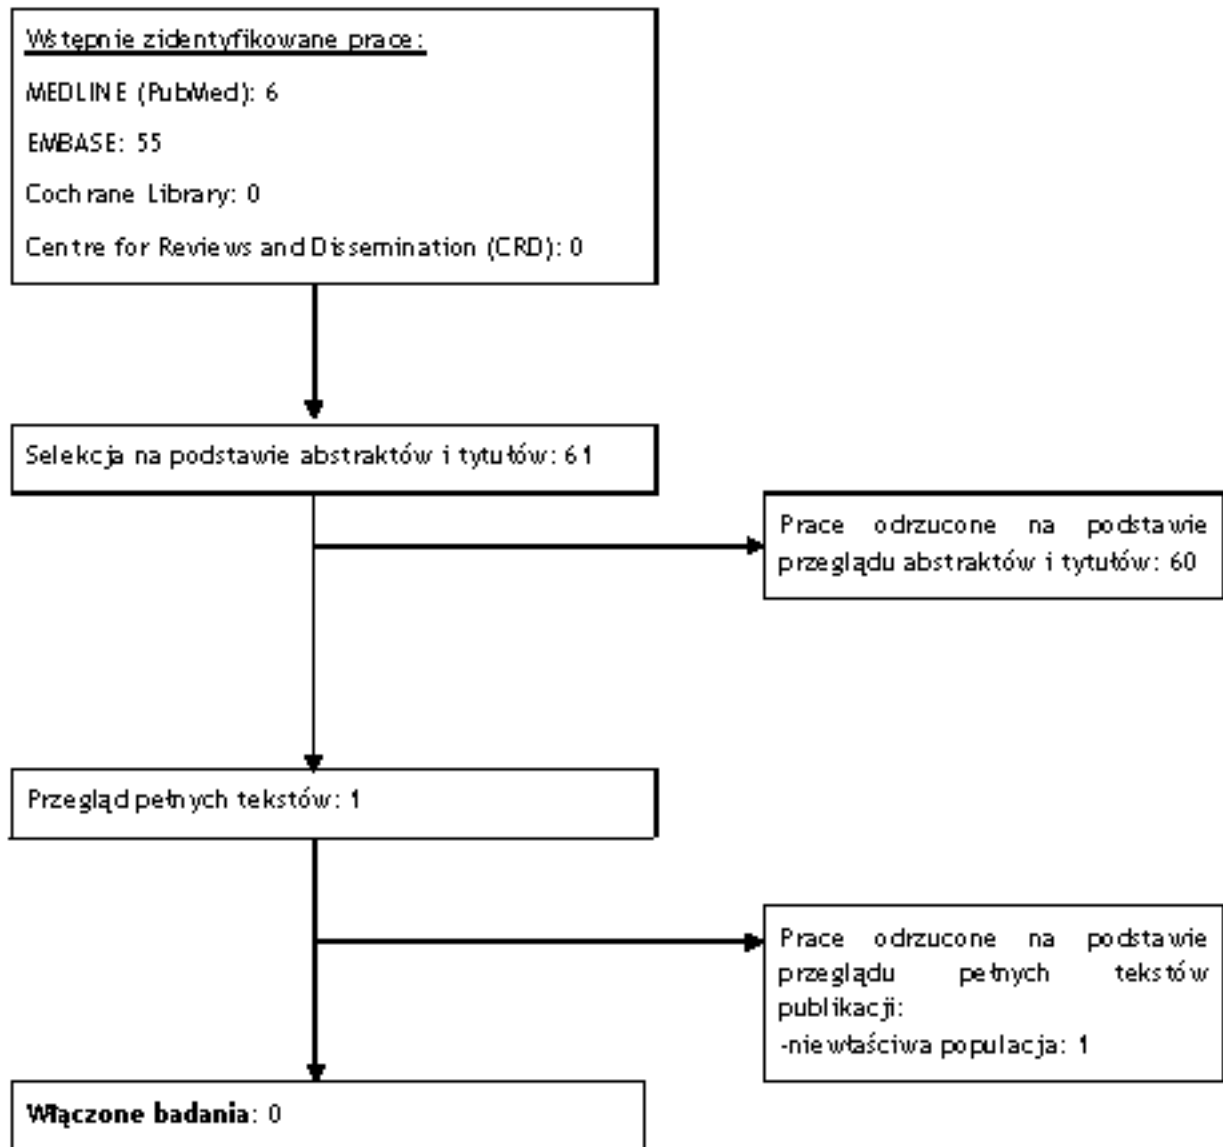 Wstępnie zidentyfikowane prace:
MEDLINE (PubMed): 6
EMBASE: 55
Cochrane Library: 0
Centre for Reviews and Dissemination (CRD): 0
Selekcja na podstawie abstraktów i tytułów: 61
Prace odrzucone na podstawie
przeglądu abstraktów i tytułów: 60
Przegląd pełnych tekstów: 1
Prace odrzucone na podstawie
przeglądu pełnych tekstów
publikacji:
-niewłaściwa populacja: 1
Włączone badania: 0